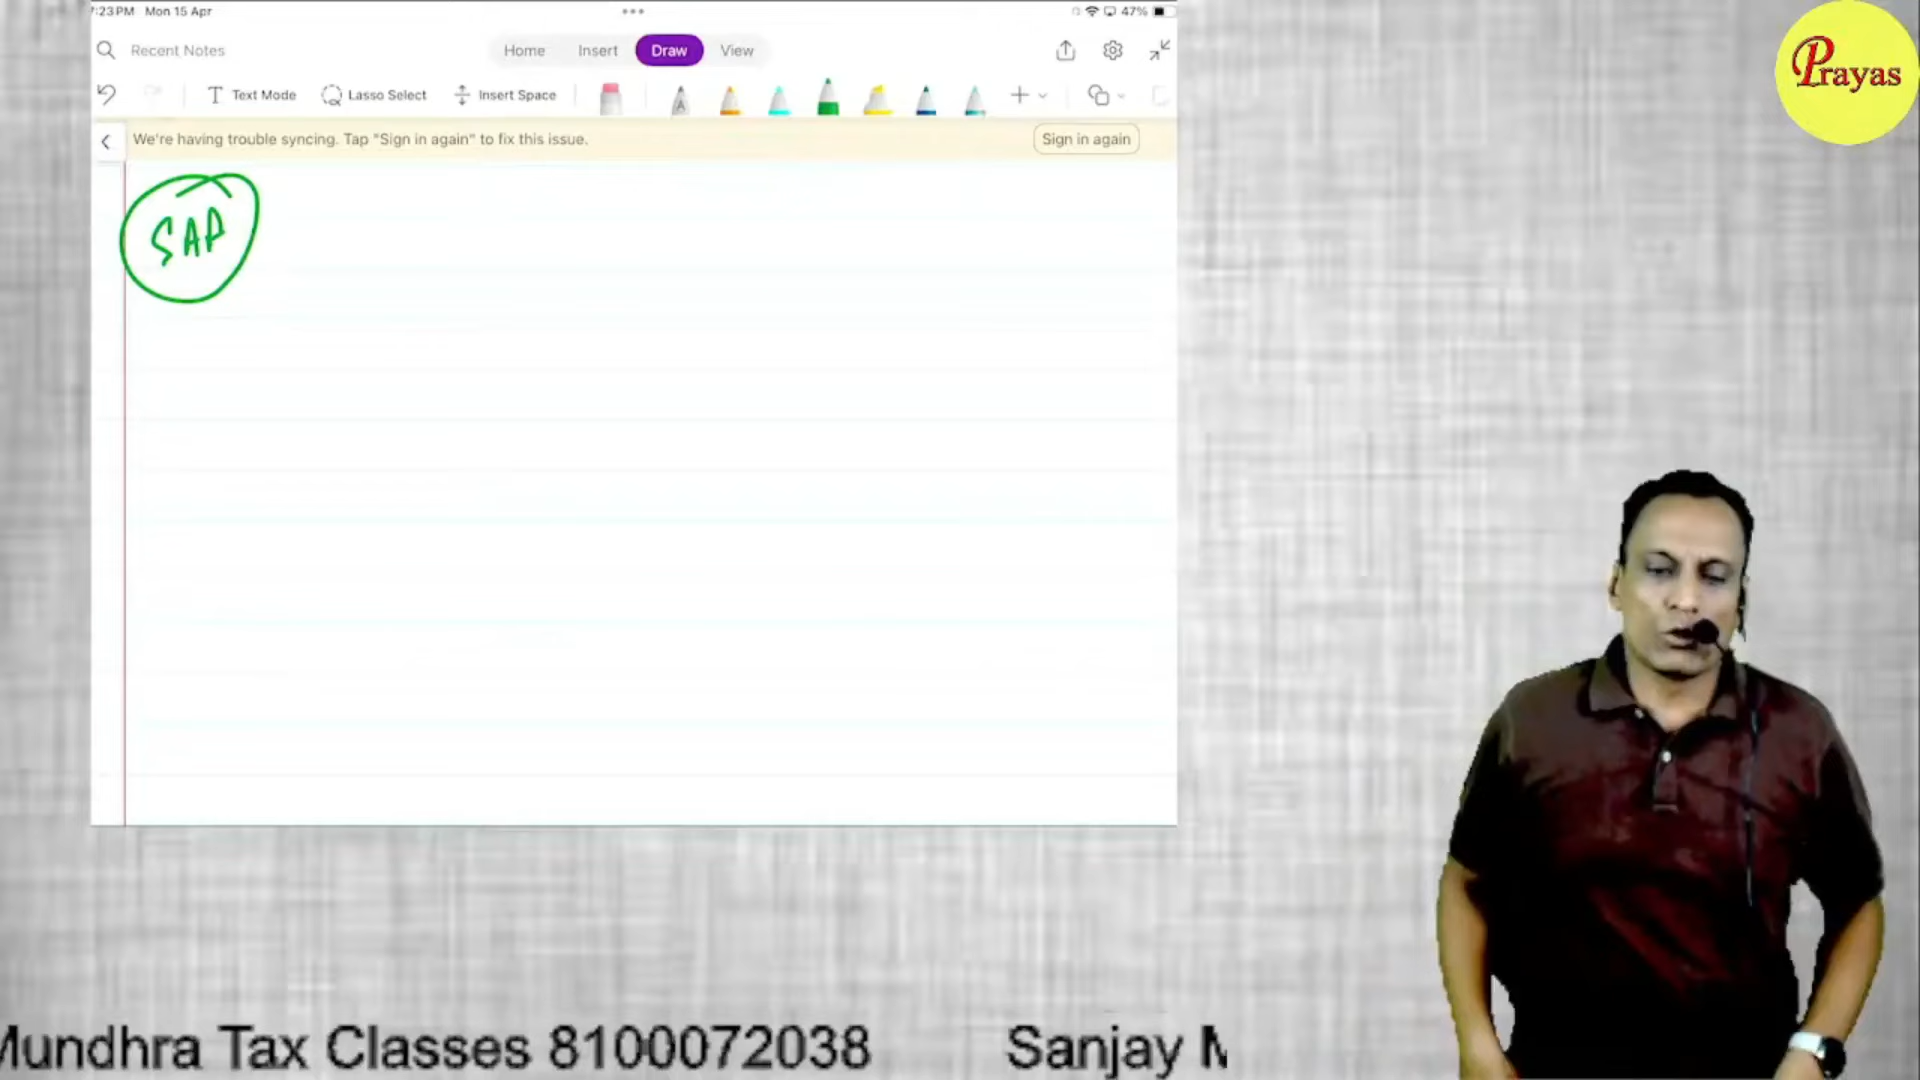 :23 PM Mon 15 Apr
47%
Recent Notes
Home Insert Draw View
Text Mode Lasso Select Insert Space
We're having trouble syncing. Tap "Sign in again" to fix this issue.
Sign in again
Prayas
Mundhra Tax Classes 8100072038 Sanjay M